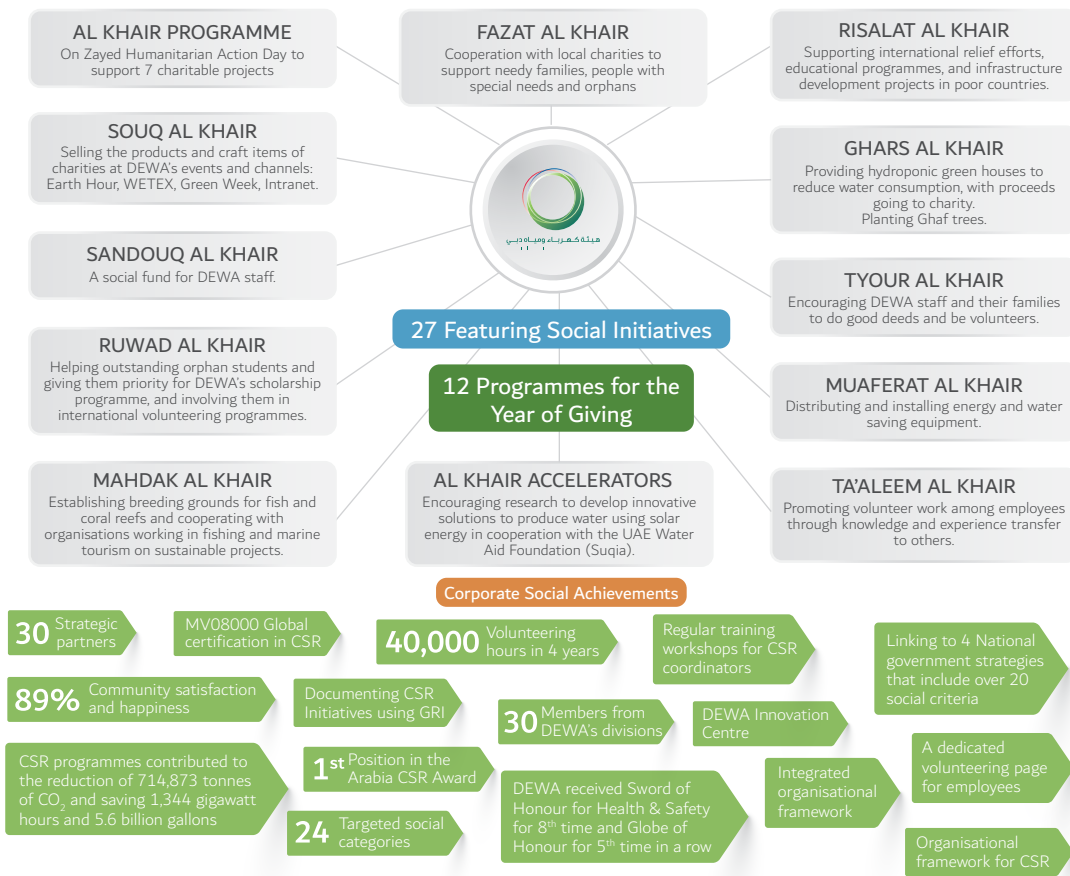 AL KHAIR PROGRAMME
On Zayed Humanitarian Action Day to
support 7 charitable projects
FAZAT AL KHAIR
Cooperation with local charities to
support needy families, people with
special needs and orphans
RISALAT AL KHAIR
Supporting international relief efforts,
educational programmes, and infrastructure
development projects in poor countries.
SOUQ AL KHAIR
Selling the products and craft items of
charities at DEWA's events and channels:
Earth Hour, WETEX, Green Week, Intranet.
هيئة كهرباء ومياه دبي
GHARS AL KHAIR
Providing hydroponic green houses to
reduce water consumption, with proceeds
going to charity.
Planting Ghaf trees.
SANDOUQ AL KHAIR
A social fund for DEWA staff.
TYOUR AL KHAIR
Encouraging DEWA staff and their families
to do good deeds and be volunteers.
27 Featuring Social Initiatives
RUWAD AL KHAIR
Helping outstanding orphan students and
giving them priority for DEWA's scholarship
programme, and involving them in
international volunteering programmes.
12 Programmes for the
Year of Giving
MUAFERAT AL KHAIR
Distributing and installing energy and water
saving equipment.
MAHDAK AL KHAIR
Establishing breeding grounds for fish and
coral reefs and cooperating with
organisations working in fishing and marine
tourism on sustainable projects.
AL KHAIR ACCELERATORS
Encouraging research to develop innovative
solutions to produce water using solar
energy in cooperation with the UAE Water
Aid Foundation (Suqia).
TA'ALEEM AL KHAIR
Promoting volunteer work among employees
through knowledge and experience transfer
to others.
Corporate Social Achievements
30 Strategic
partners
MV08000 Global
certification in CSR
40,000 Volunteering
hours in 4 years
Regular training
workshops for CSR
coordinators
Linking to 4 National
government strategies
that include over 20
social criteria
89% Community satisfaction
and happiness
Documenting CSR
Initiatives using GRI
30 Members from
DEWA's divisions
DEWA Innovation
Centre
A dedicated
volunteering page
for employees
CSR programmes contributed to
the reduction of 714,873 tonnes
of CO2 and saving 1,344 gigawatt
hours and 5.6 billion gallons
1st Position in the
Arabia CSR Award
24 Targeted social
categories
DEWA received Sword of
Honour for Health & Safety
for 8th time and Globe of
Honour for 5th time in a row
Integrated
organisational
framework
Organisational
framework for CSR